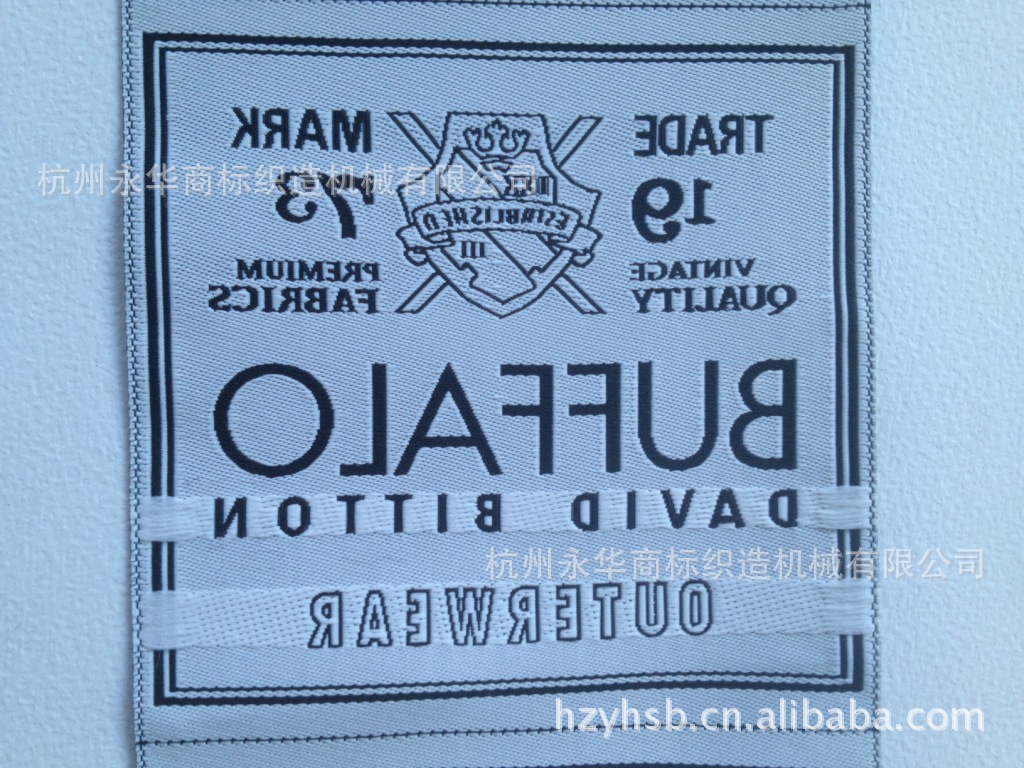 TRADE MARK
19 73
ESTABLISHED
III
VINTAGE PREMIUM
QUALITY FABRICS
BUFFALO
DAVID BITTON
OUTERWEAR
杭州永华商标织造机械有限公司
杭州永华商标织造机械有限公司
hzyhsb.cn.alibaba.com